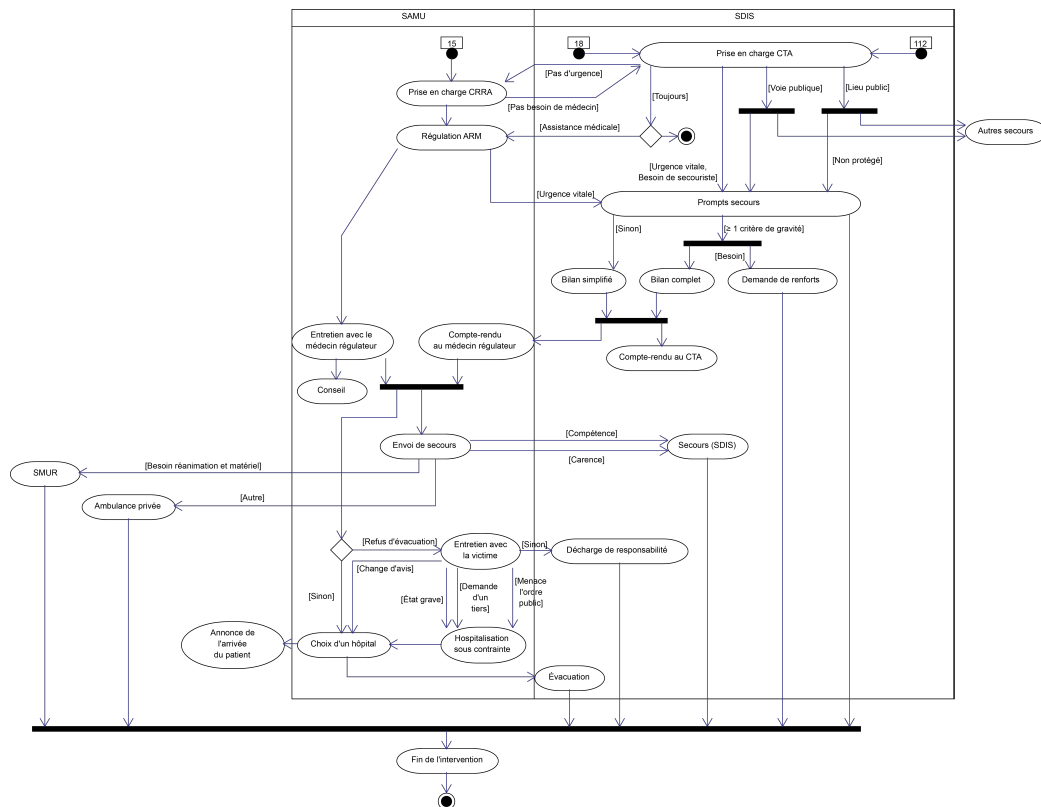 SAMU
SDIS
15
18
112
Prise en charge CTA
[Pas d'urgence]
[Voie publique]
[Lieu public]
Prise en charge CRRA
[Pas besoin de médecin]
[Toujours]
Régulation ARM
[Assistance médicale]
Autres secours
[Urgence vitale,
Besoin de secouriste]
[Non protégé]
[Urgence vitale]
Prompts secours
[Sinon]
[≥ 1 critère de gravité]
[Besoin]
Bilan simplifié
Bilan complet
Demande de renforts
Entretien avec le
médecin régulateur
Compte-rendu
au médecin régulateur
Compte-rendu au CTA
Conseil
Envoi de secours
[Compétence]
[Carence]
Secours (SDIS)
SMUR
[Besoin réanimation et matériel]
Ambulance privée
[Autre]
[Refus d'évacuation]
Entretien avec
la victime
[Sinon]
Décharge de responsabilité
[Change d'avis]
[Sinon]
[État grave]
[Demande
d'un
tiers]
[Menace
l'ordre
public]
Annonce de
l'arrivée
du patient
Choix d'un hôpital
Hospitalisation
sous contrainte
Évacuation
Fin de l'intervention